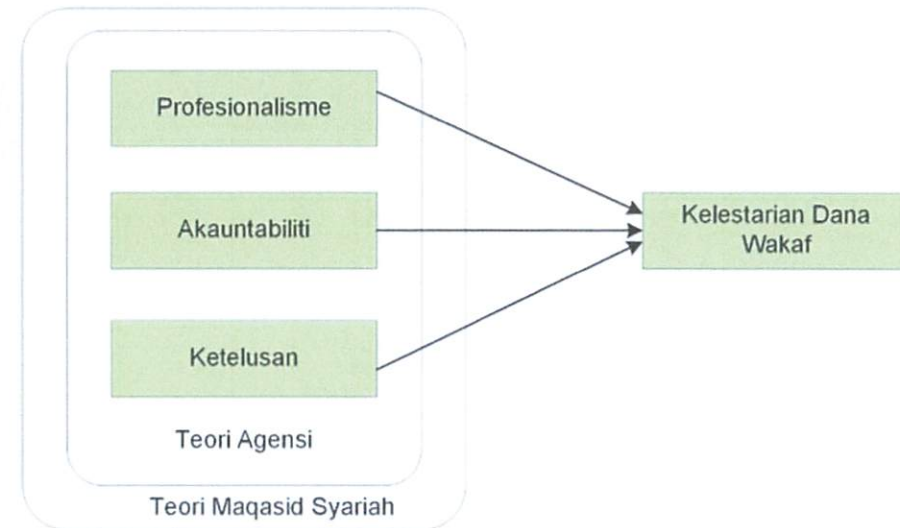 Profesionalisme
Akauntabiliti
Kelestarian Dana
Wakaf
Ketelusan
Teori Agensi
Teori Maqasid Syariah